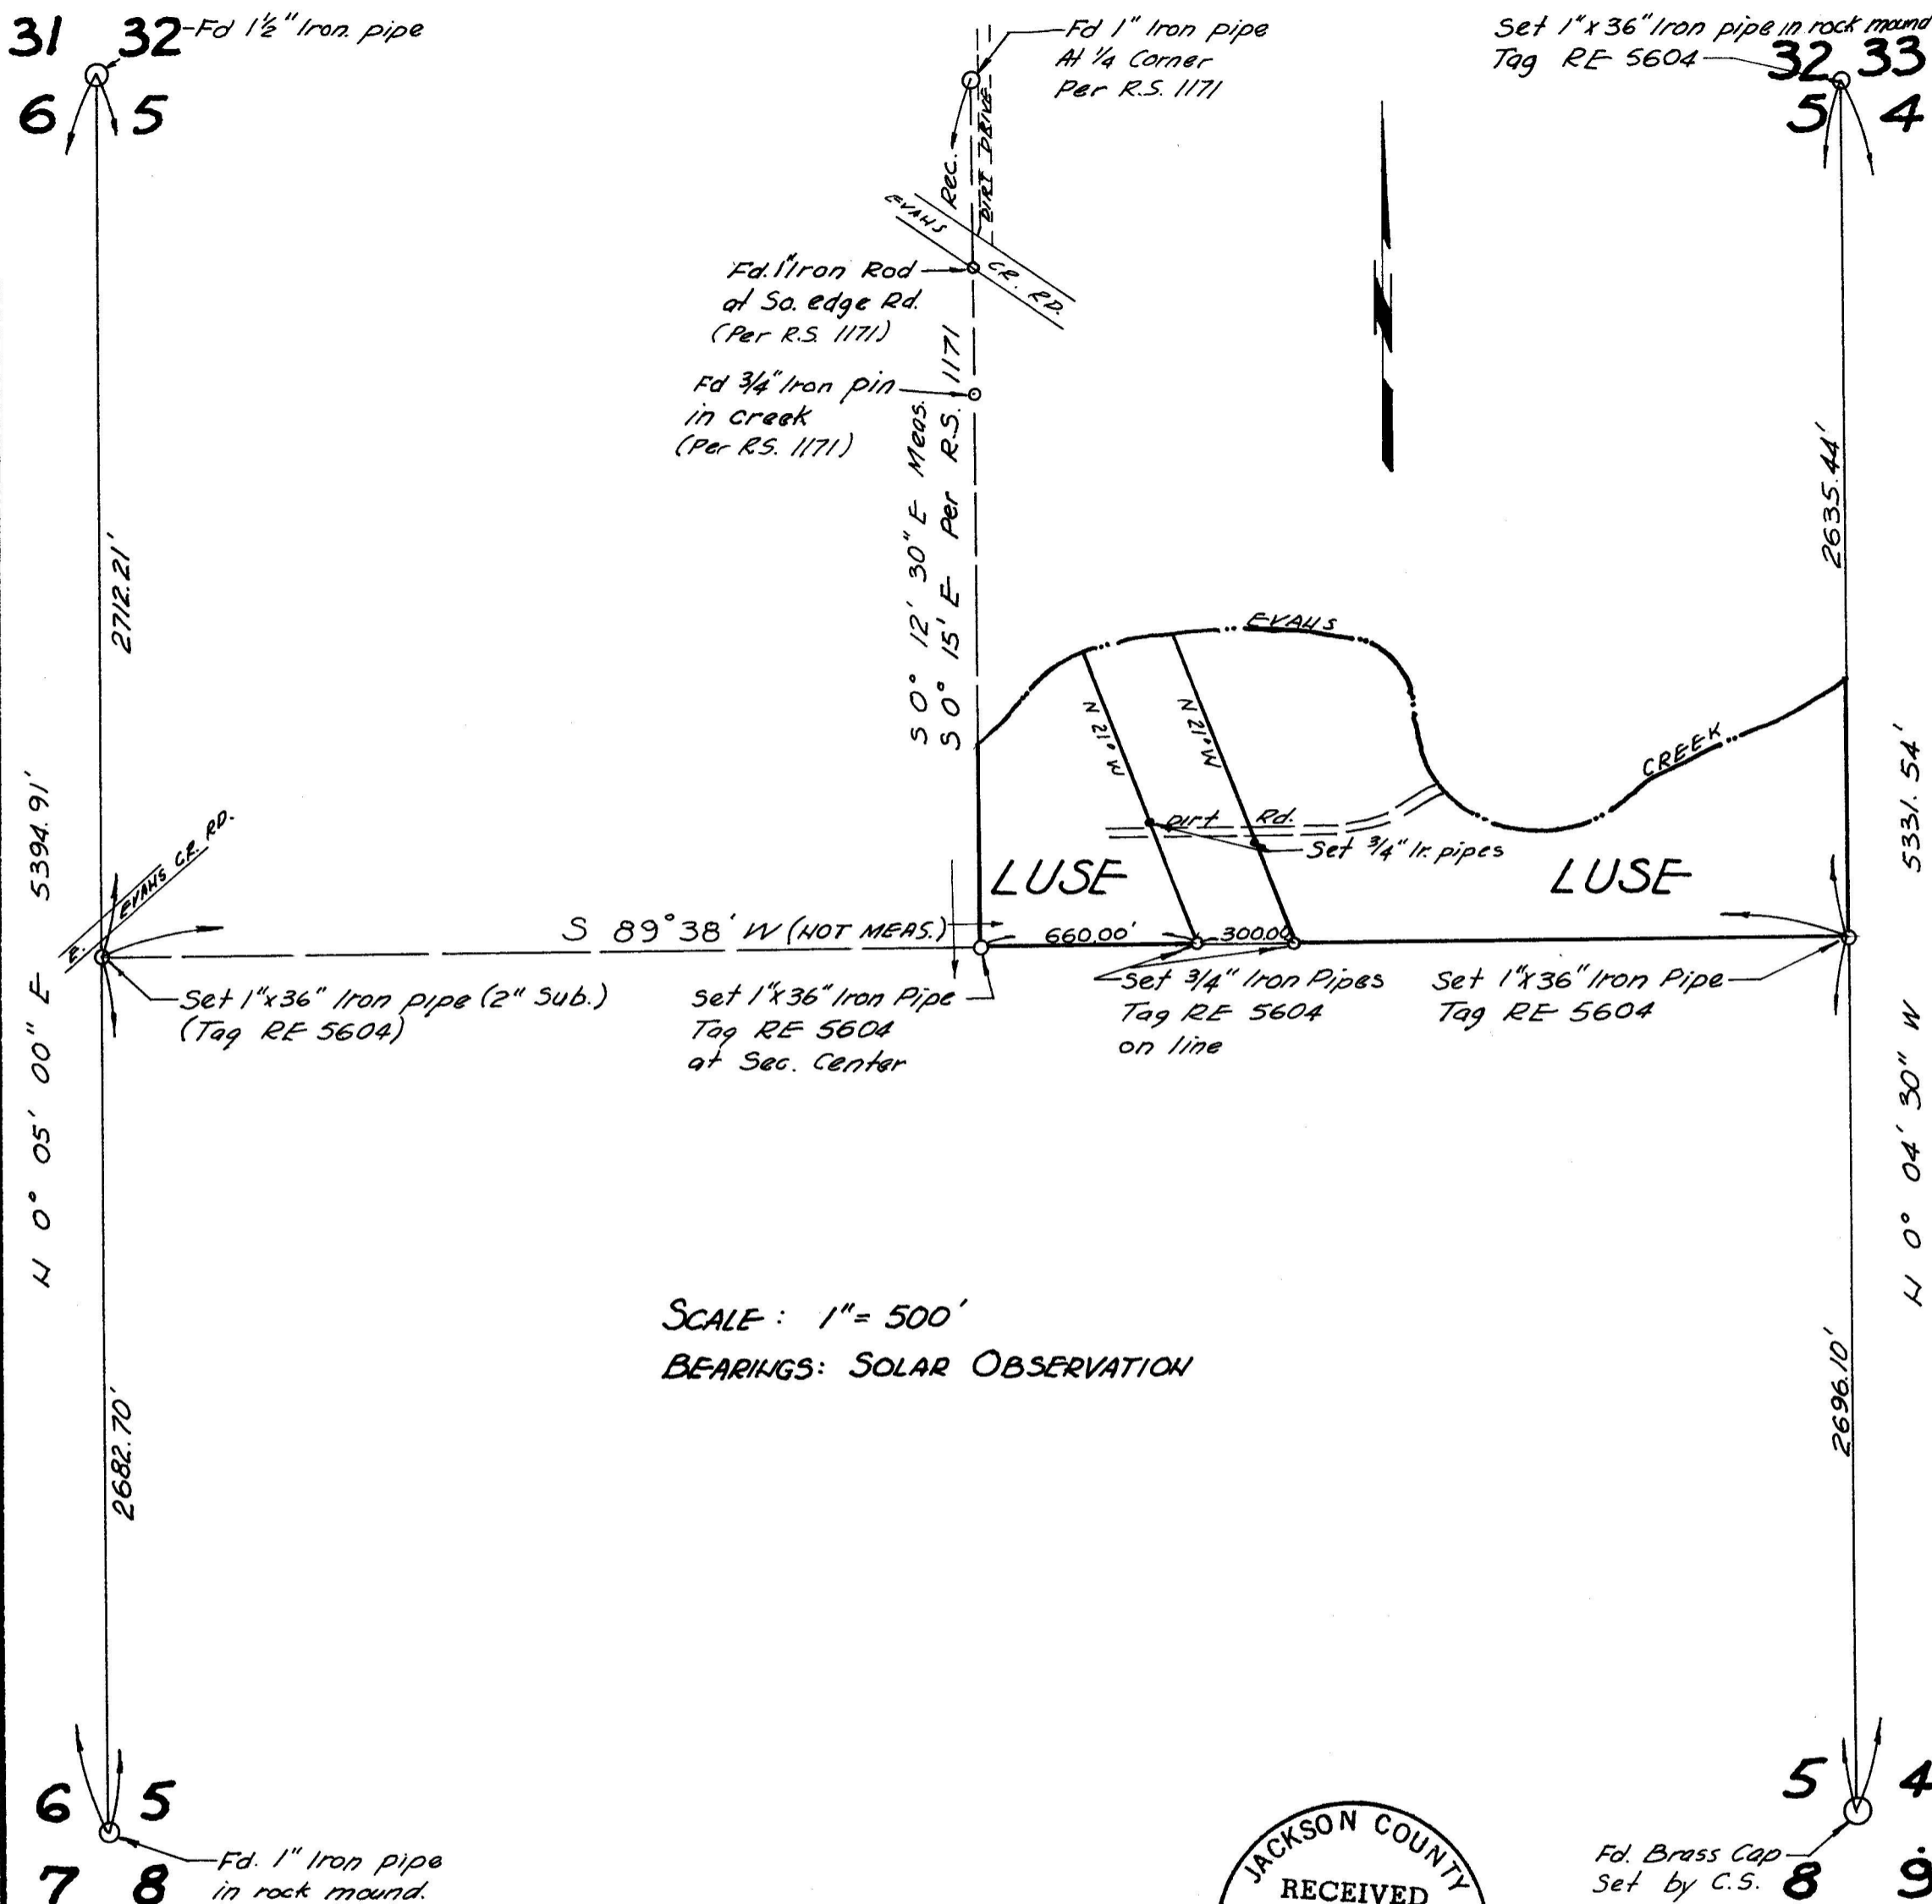 31 32
Fd 1½" Iron pipe
6 5
Fd 1" Iron pipe
At ¼ Corner
Per R.S. 1171
Set 1"x36" Iron pipe in rock mound
Tag RE 5604
32 33
5 4
Rec.
DIRT DRIVE
EVANS CR. RD.
Fd. 1" Iron Rod
at So. edge Rd.
(Per R.S. 1171)
Fd 3/4" Iron pin
in creek
(Per R.S. 1171)
S 0° 12' 30" E Meas.
S 0° 15' E Per R.S. 1171
2712.21'
2635.44'
EVANS
CREEK
N 21° W
N 21° W
Dirt Rd.
Set 3/4" Ir. pipes
LUSE
LUSE
N 0° 05' 00" E 5394.91'
N 0° 04' 30" W 5331.54'
E. EVANS CR. RD.
S 89° 38' W (NOT MEAS.)
660.00'
300.00
Set 1"x36" Iron pipe (2" Sub.)
(Tag RE 5604)
Set 1"x36" Iron Pipe
Tag RE 5604
at Sec. Center
Set 3/4" Iron Pipes
Tag RE 5604
on line
Set 1"x36" Iron Pipe
Tag RE 5604
SCALE: 1"= 500'
BEARINGS: SOLAR OBSERVATION
2682.70'
2696.10'
6 5
7 8
Fd. 1" Iron pipe
in rock mound.
JACKSON COUNTY
RECEIVED
5 4
Fd. Brass Cap
Set by C.S.
8 9